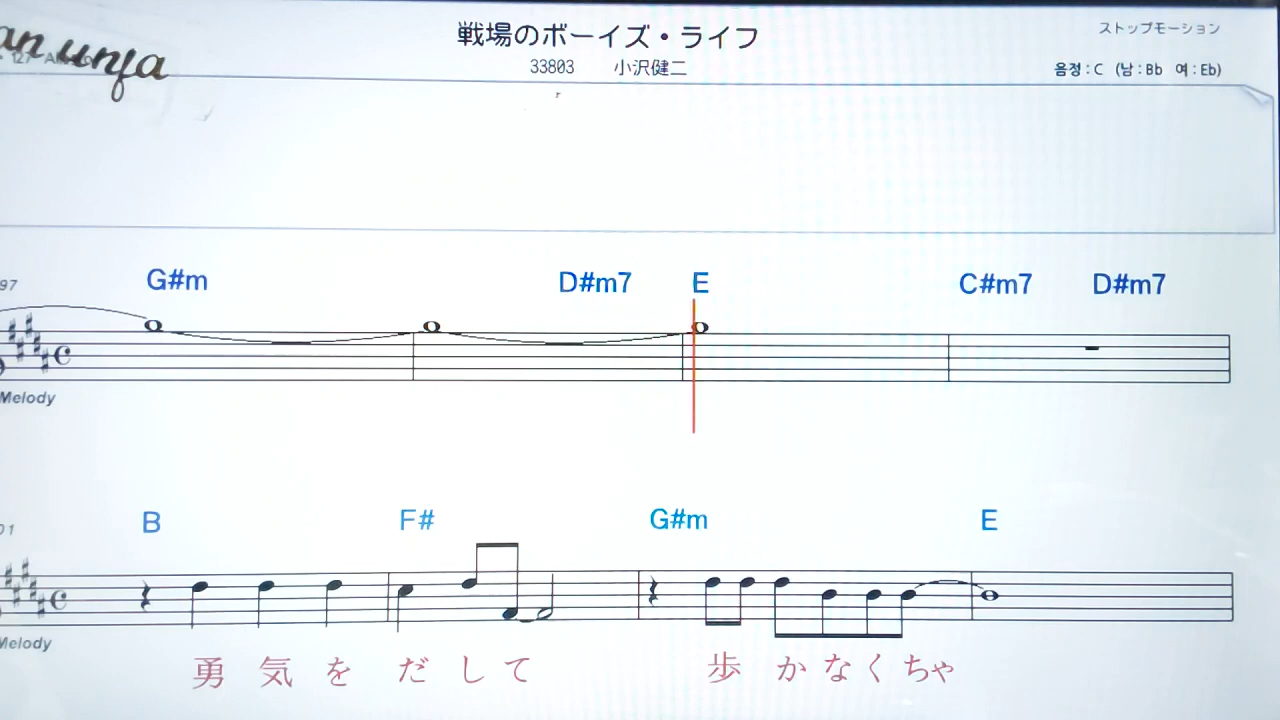 戦場のボーイズ・ライフ
ストップモーション
33803 小沢健二
음정 : C (남 : Bb 여 : Eb)
97
G#m D#m7 E C#m7 D#m7
Melody
01
B F# G#m E
Melody
勇 気 を だ し て 歩 か な く ちゃ